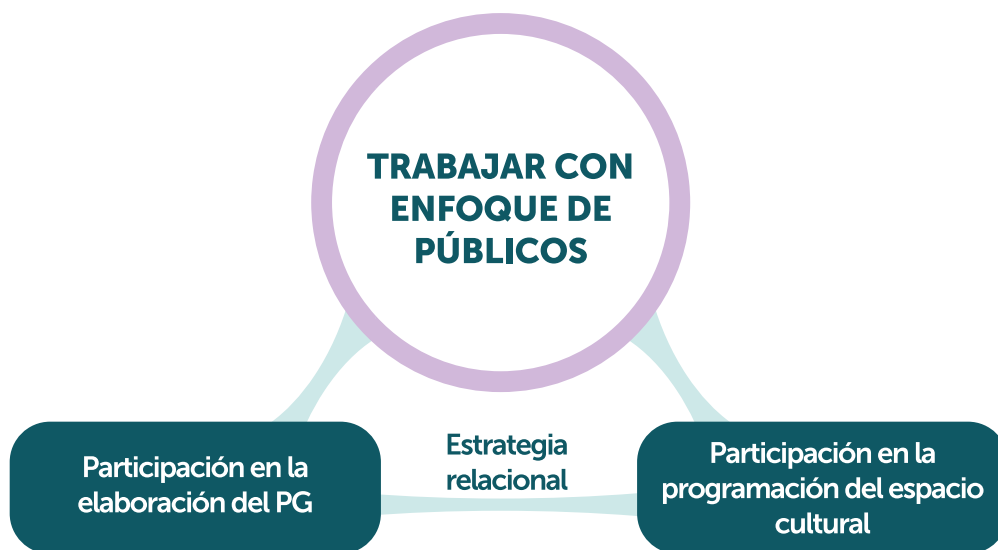 TRABAJAR CON
ENFOQUE DE
PÚBLICOS
Participación en la
elaboración del PG
Estrategia
relacional
Participación en la
programación del espacio
cultural